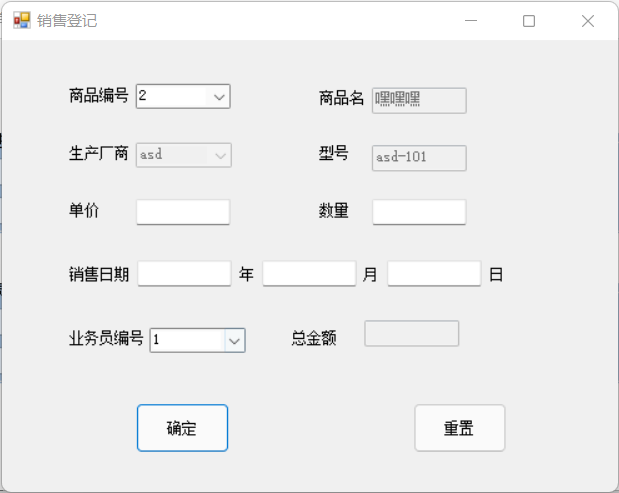 销售登记
商品编号 2 商品名 嘿嘿嘿
生产厂商 asd 型号 asd-101
单价 数量
销售日期 年 月 日
业务员编号 1 总金额
确定 重置